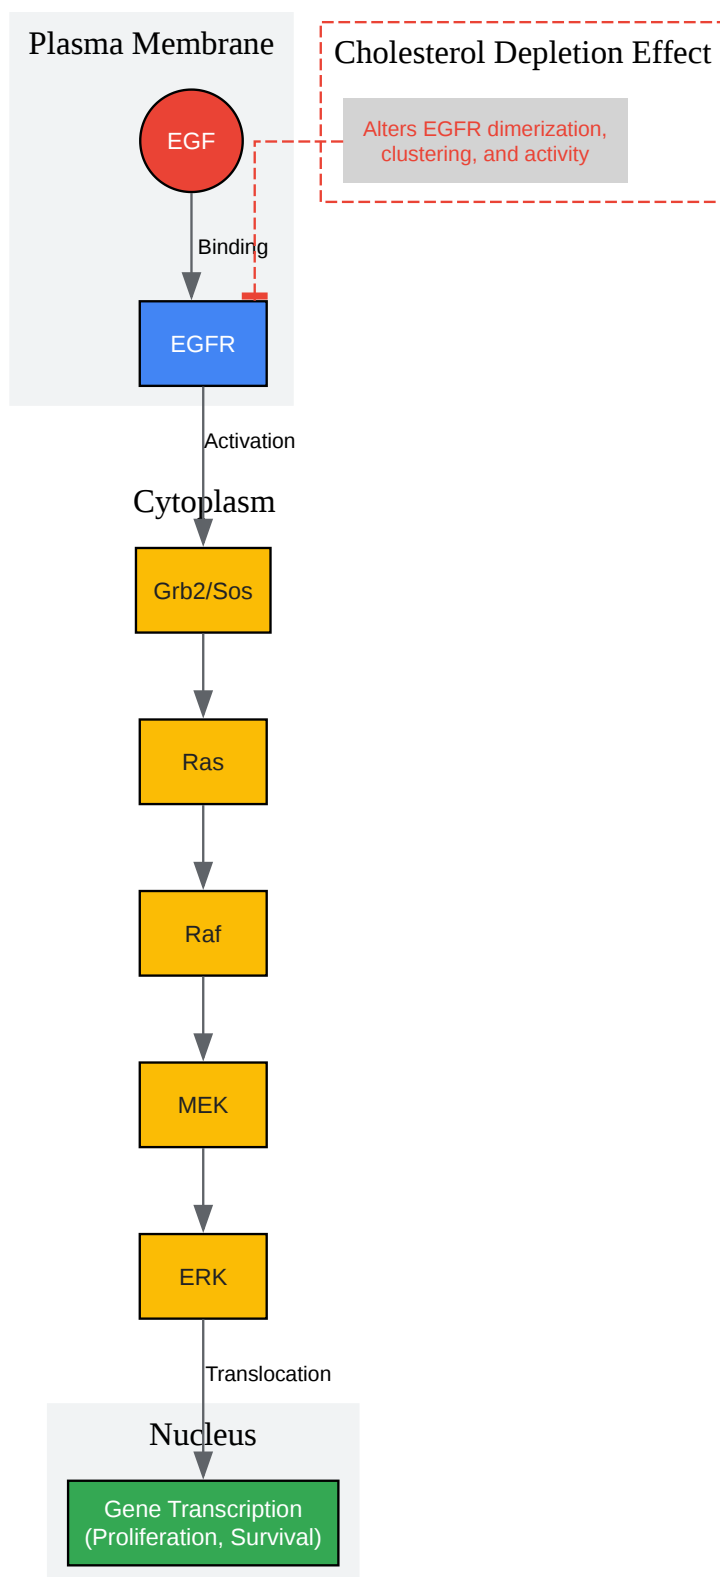 Plasma Membrane
Cholesterol Depletion Effect
EGF
Alters EGFR dimerization,
clustering, and activity
Binding
EGFR
Activation
Cytoplasm
Grb2/Sos
Ras
Raf
MEK
ERK
Translocation
Nucleus
Gene Transcription
(Proliferation, Survival)